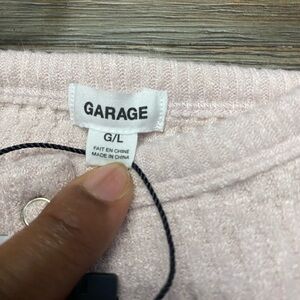 GARAGE
G/L
FAIT EN CHINE
MADE IN CHINA